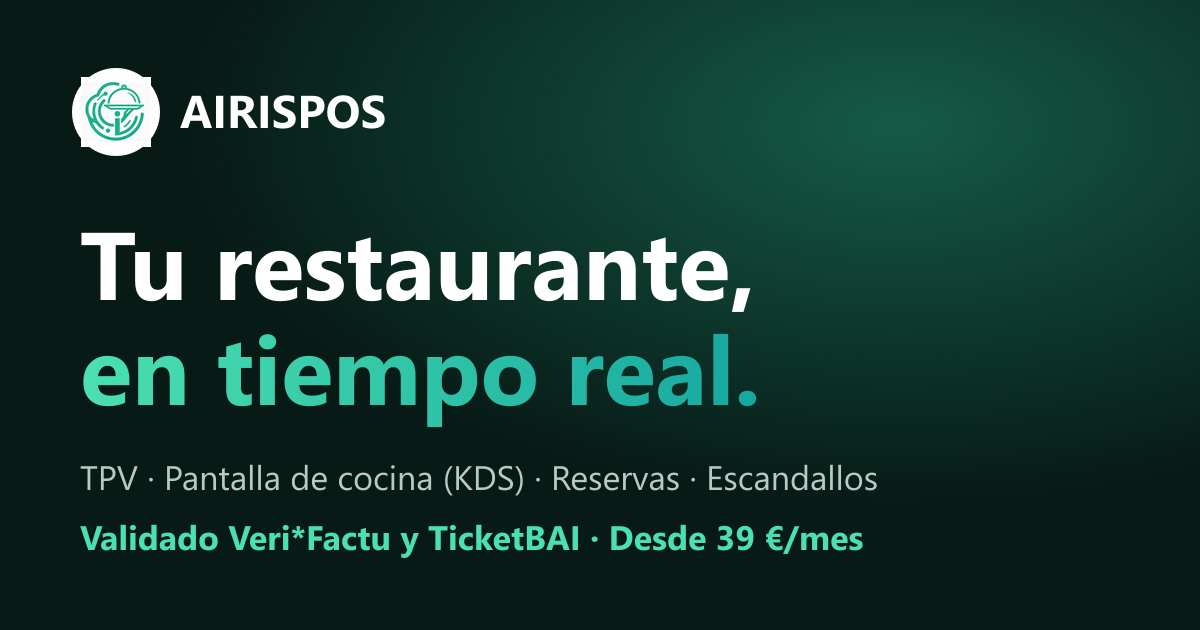 AIRISPOS
Tu restaurante,
en tiempo real.
TPV · Pantalla de cocina (KDS) · Reservas · Escandallos
Validado Veri*Factu y TicketBAI · Desde 39 €/mes